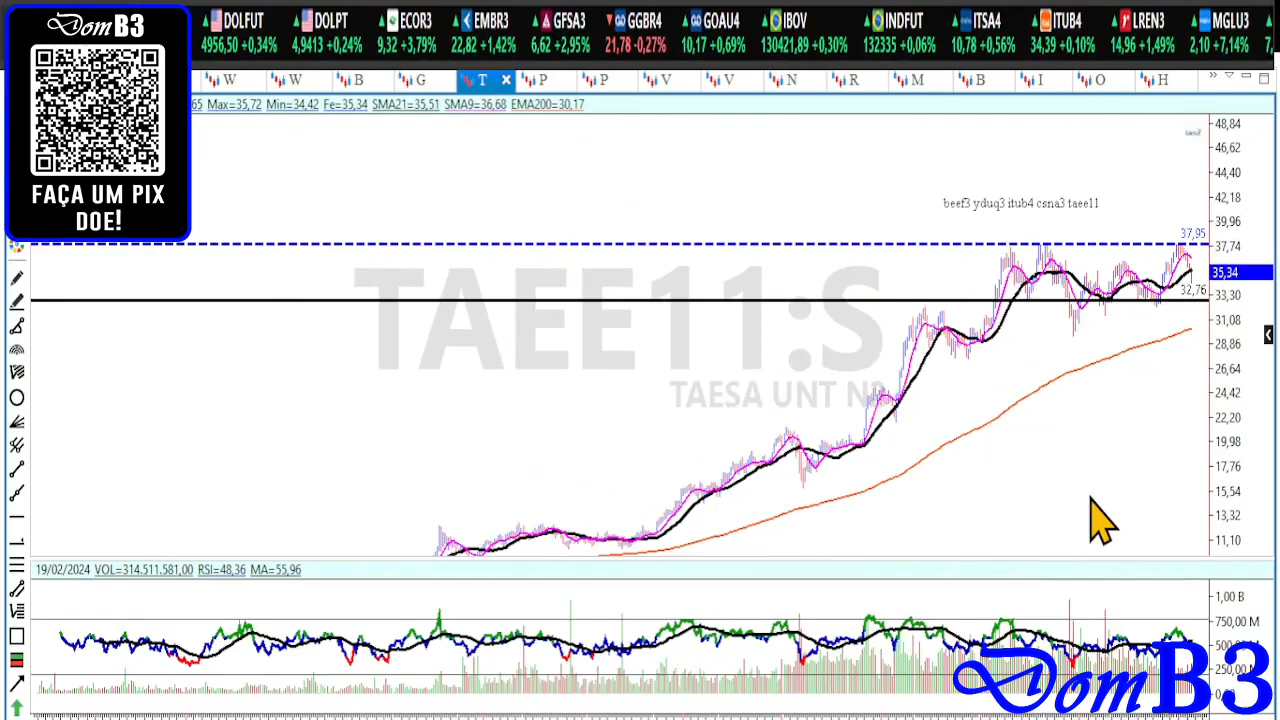 Dom B3
FAÇA UM PIX
DOE!
DOLFUT DOLPT ECOR3 EMBR3 GFSA3 GGBR4 GOAU4 IBOV INDFUT ITSA4 ITUB4 LREN3 MGLU3
4956,50 +0,34% 4,9413 +0,24% 9,32 +3,79% 22,82 +1,42% 6,62 +2,95% 21,78 -0,27% 10,17 +0,69% 130421,89 +0,30% 132335 +0,06% 10,78 +0,56% 34,39 +0,10% 14,96 +1,49% 2,10 +7,14% 7,
W W B G T × P P V V N R M B I O H
65 Max=35,72 Min=34,42 Fe=35,34 SMA21=35,51 SMA9=36,68 EMA200=30,17
48,84
taesif
46,62
44,40
beef3 yduq3 itub4 csna3 taee11
42,18
39,96
37,95
37,74
35,34
32,76
33,30
TAEE11:S
TAESA UNT N
31,08
28,86
26,64
24,42
22,20
19,98
17,76
15,54
13,32
11,10
19/02/2024 VOL=314.511.581,00 RSI=48,36 MA=55,96
1,00 B
750,00 M
500,
250,00 M
Dom B3